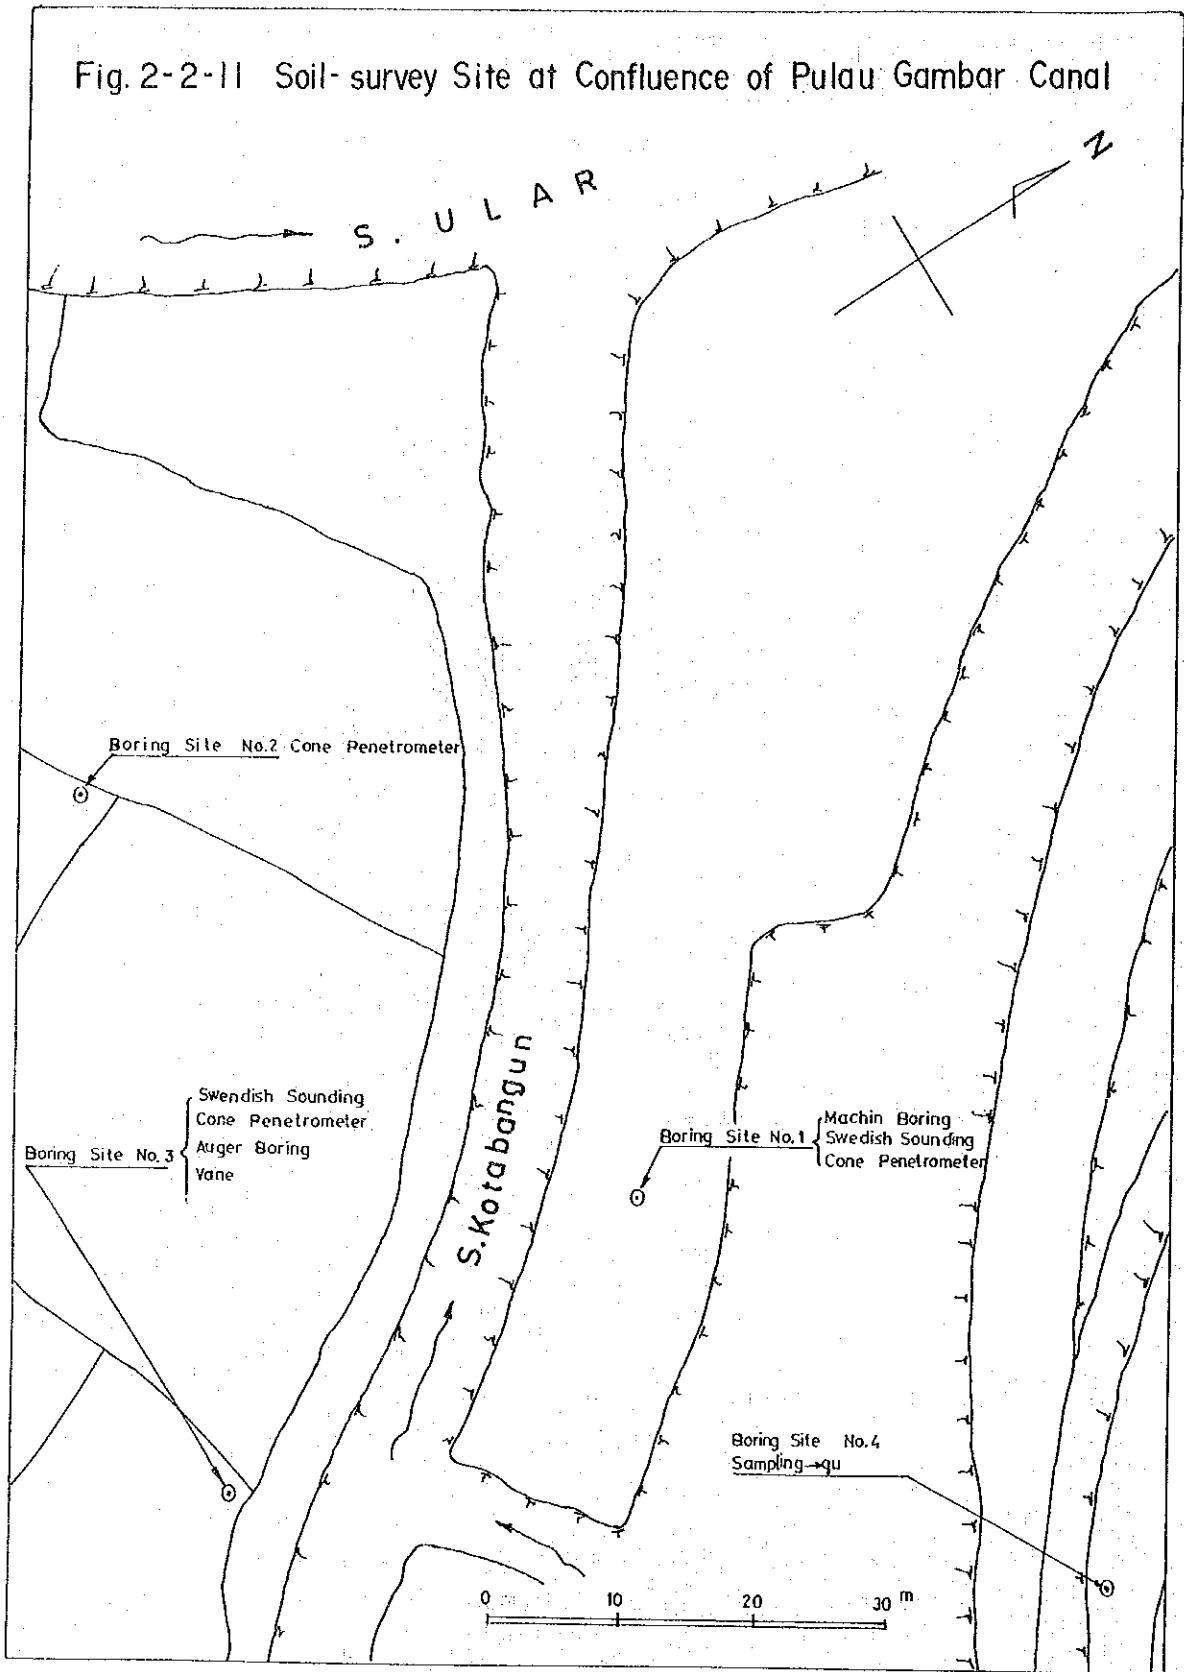 Fig. 2-2-11 Soil-survey Site at Confluence of Pulau Gambar Canal
N
S. ULAR
Boring Site No.2 Cone Penetrometer
S.Kotabangun
Boring Site No.3
Swendish Sounding
Cone Penetrometer
Auger Boring
Vane
Boring Site No.1
Machin Boring
Swedish Sounding
Cone Penetrometer
Boring Site No.4
Sampling→qu
0 10 20 30 m